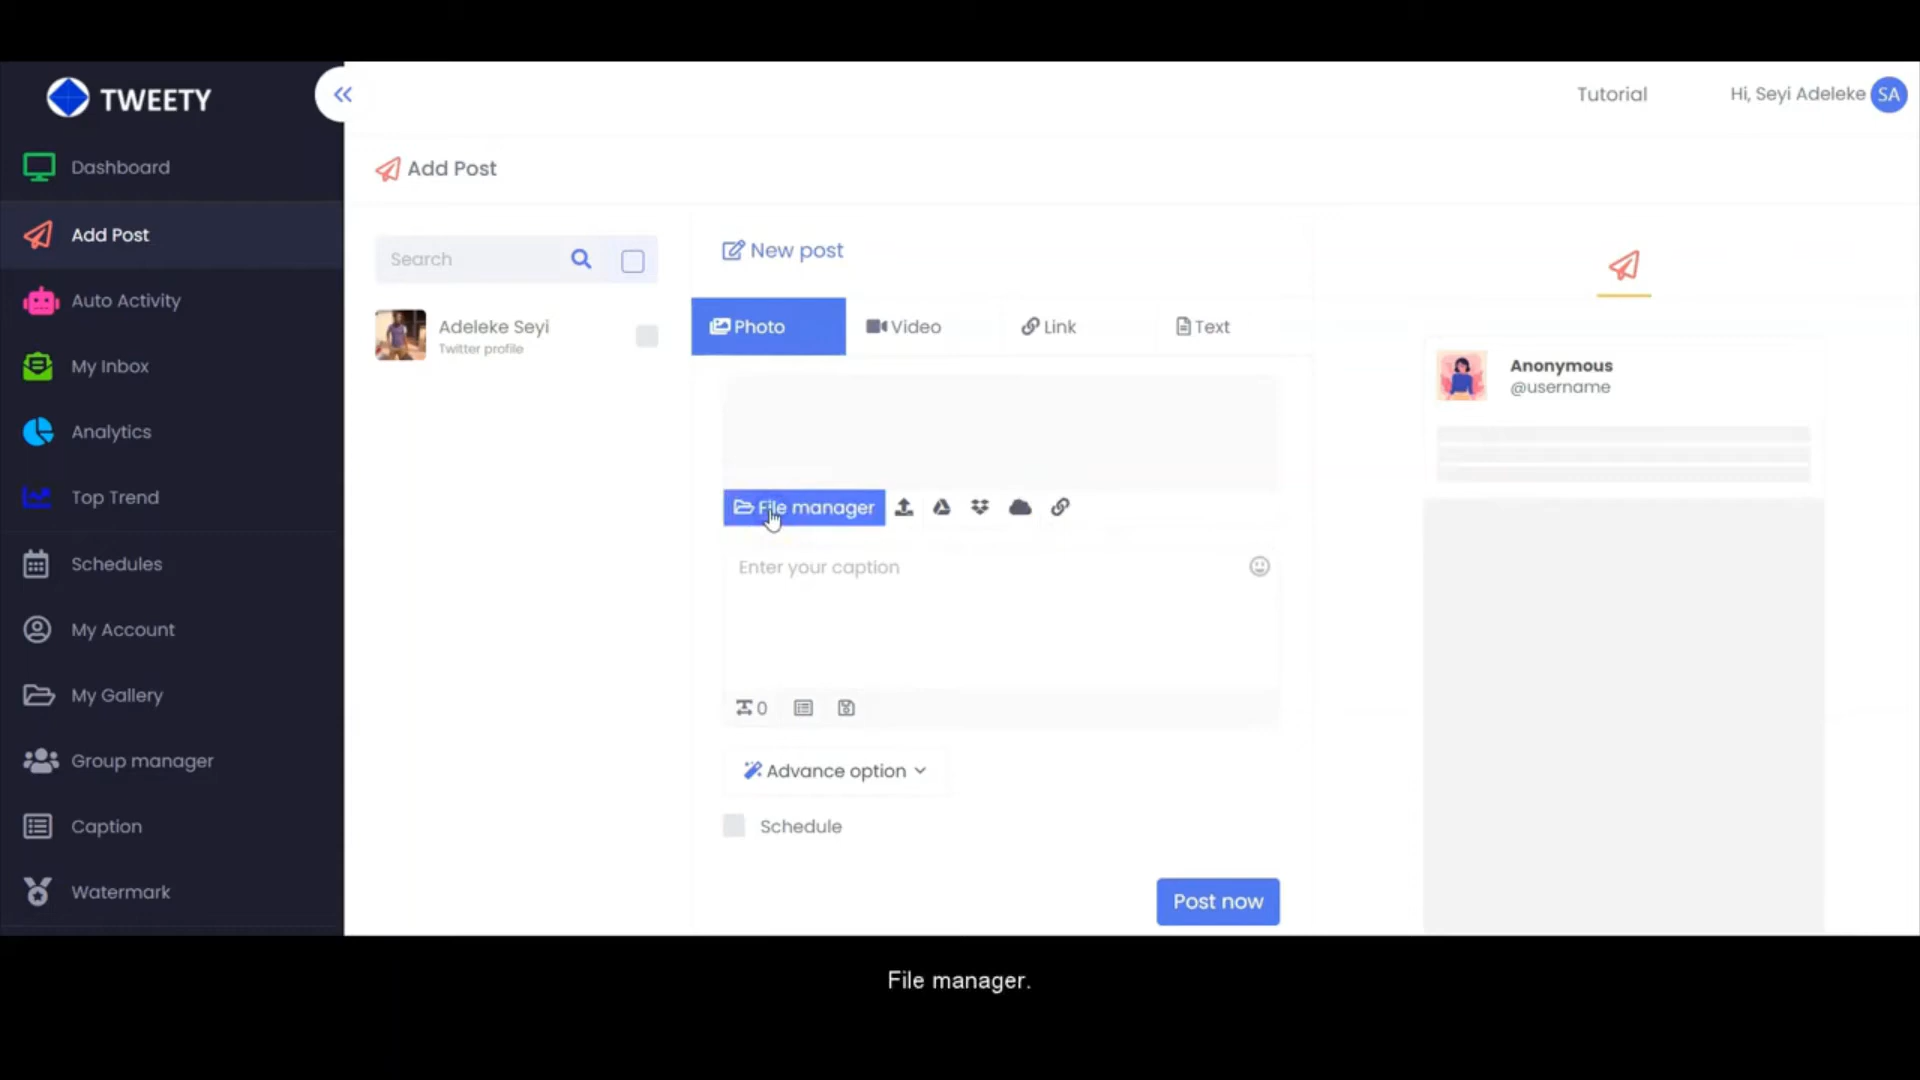 TWEETY
Tutorial
Hi, Seyi Adeleke
SA
Dashboard
Add Post
Auto Activity
My Inbox
Analytics
Top Trend
Schedules
My Account
My Gallery
Group manager
Caption
Watermark
Add Post
Search
Adeleke Seyi
Twitter profile
New post
Photo
Video
Link
Text
File manager
Enter your caption
0
Advance option
Schedule
Post now
Anonymous
@username
File manager.